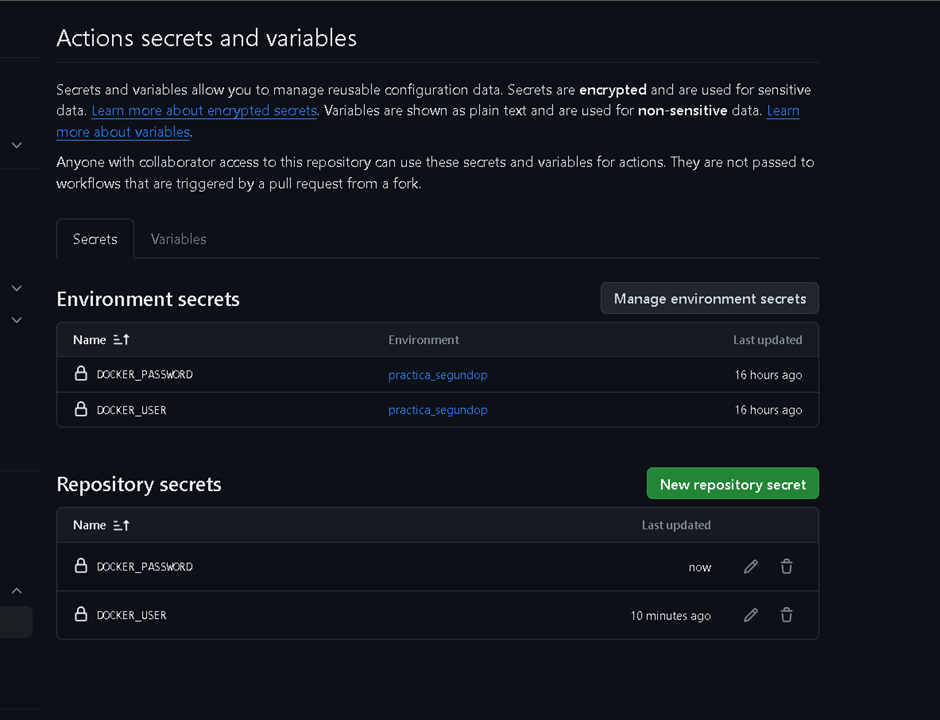 Actions secrets and variables
Secrets and variables allow you to manage reusable configuration data. Secrets are encrypted and are used for sensitive
data. Learn more about encrypted secrets. Variables are shown as plain text and are used for non-sensitive data. Learn
more about variables.
Anyone with collaborator access to this repository can use these secrets and variables for actions. They are not passed to
workflows that are triggered by a pull request from a fork.
Secrets Variables
Environment secrets Manage environment secrets
Name Environment Last updated
DOCKER_PASSWORD practica_segundop 16 hours ago
DOCKER_USER practica_segundop 16 hours ago
Repository secrets New repository secret
Name Last updated
DOCKER_PASSWORD now
DOCKER_USER 10 minutes ago